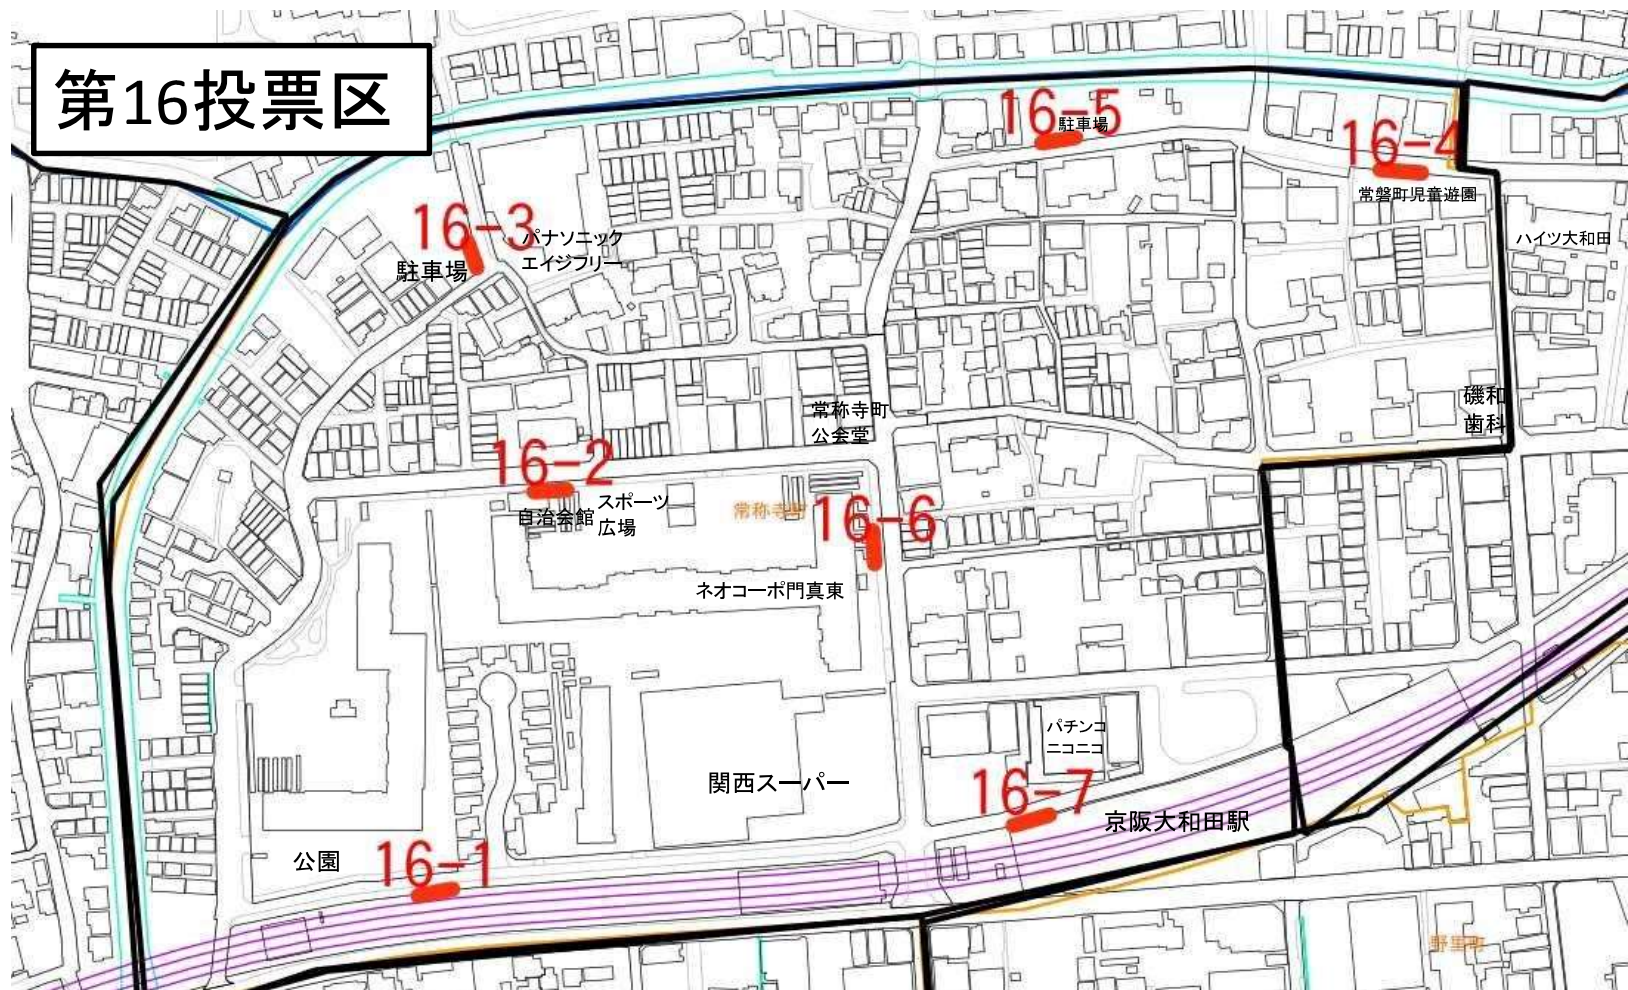 第16投票区
16-5
駐車場
16-4
常磐町児童遊園
16-3
パナソニック
エイジフリー
駐車場
ハイツ大和田
磯和
歯科
常称寺町
公会堂
16-2
自治会館
スポーツ
広場
常称寺町
16-6
ネオコーポ門真東
パチンコ
ニコニコ
関西スーパー
16-7
京阪大和田駅
公園
16-1
野里町